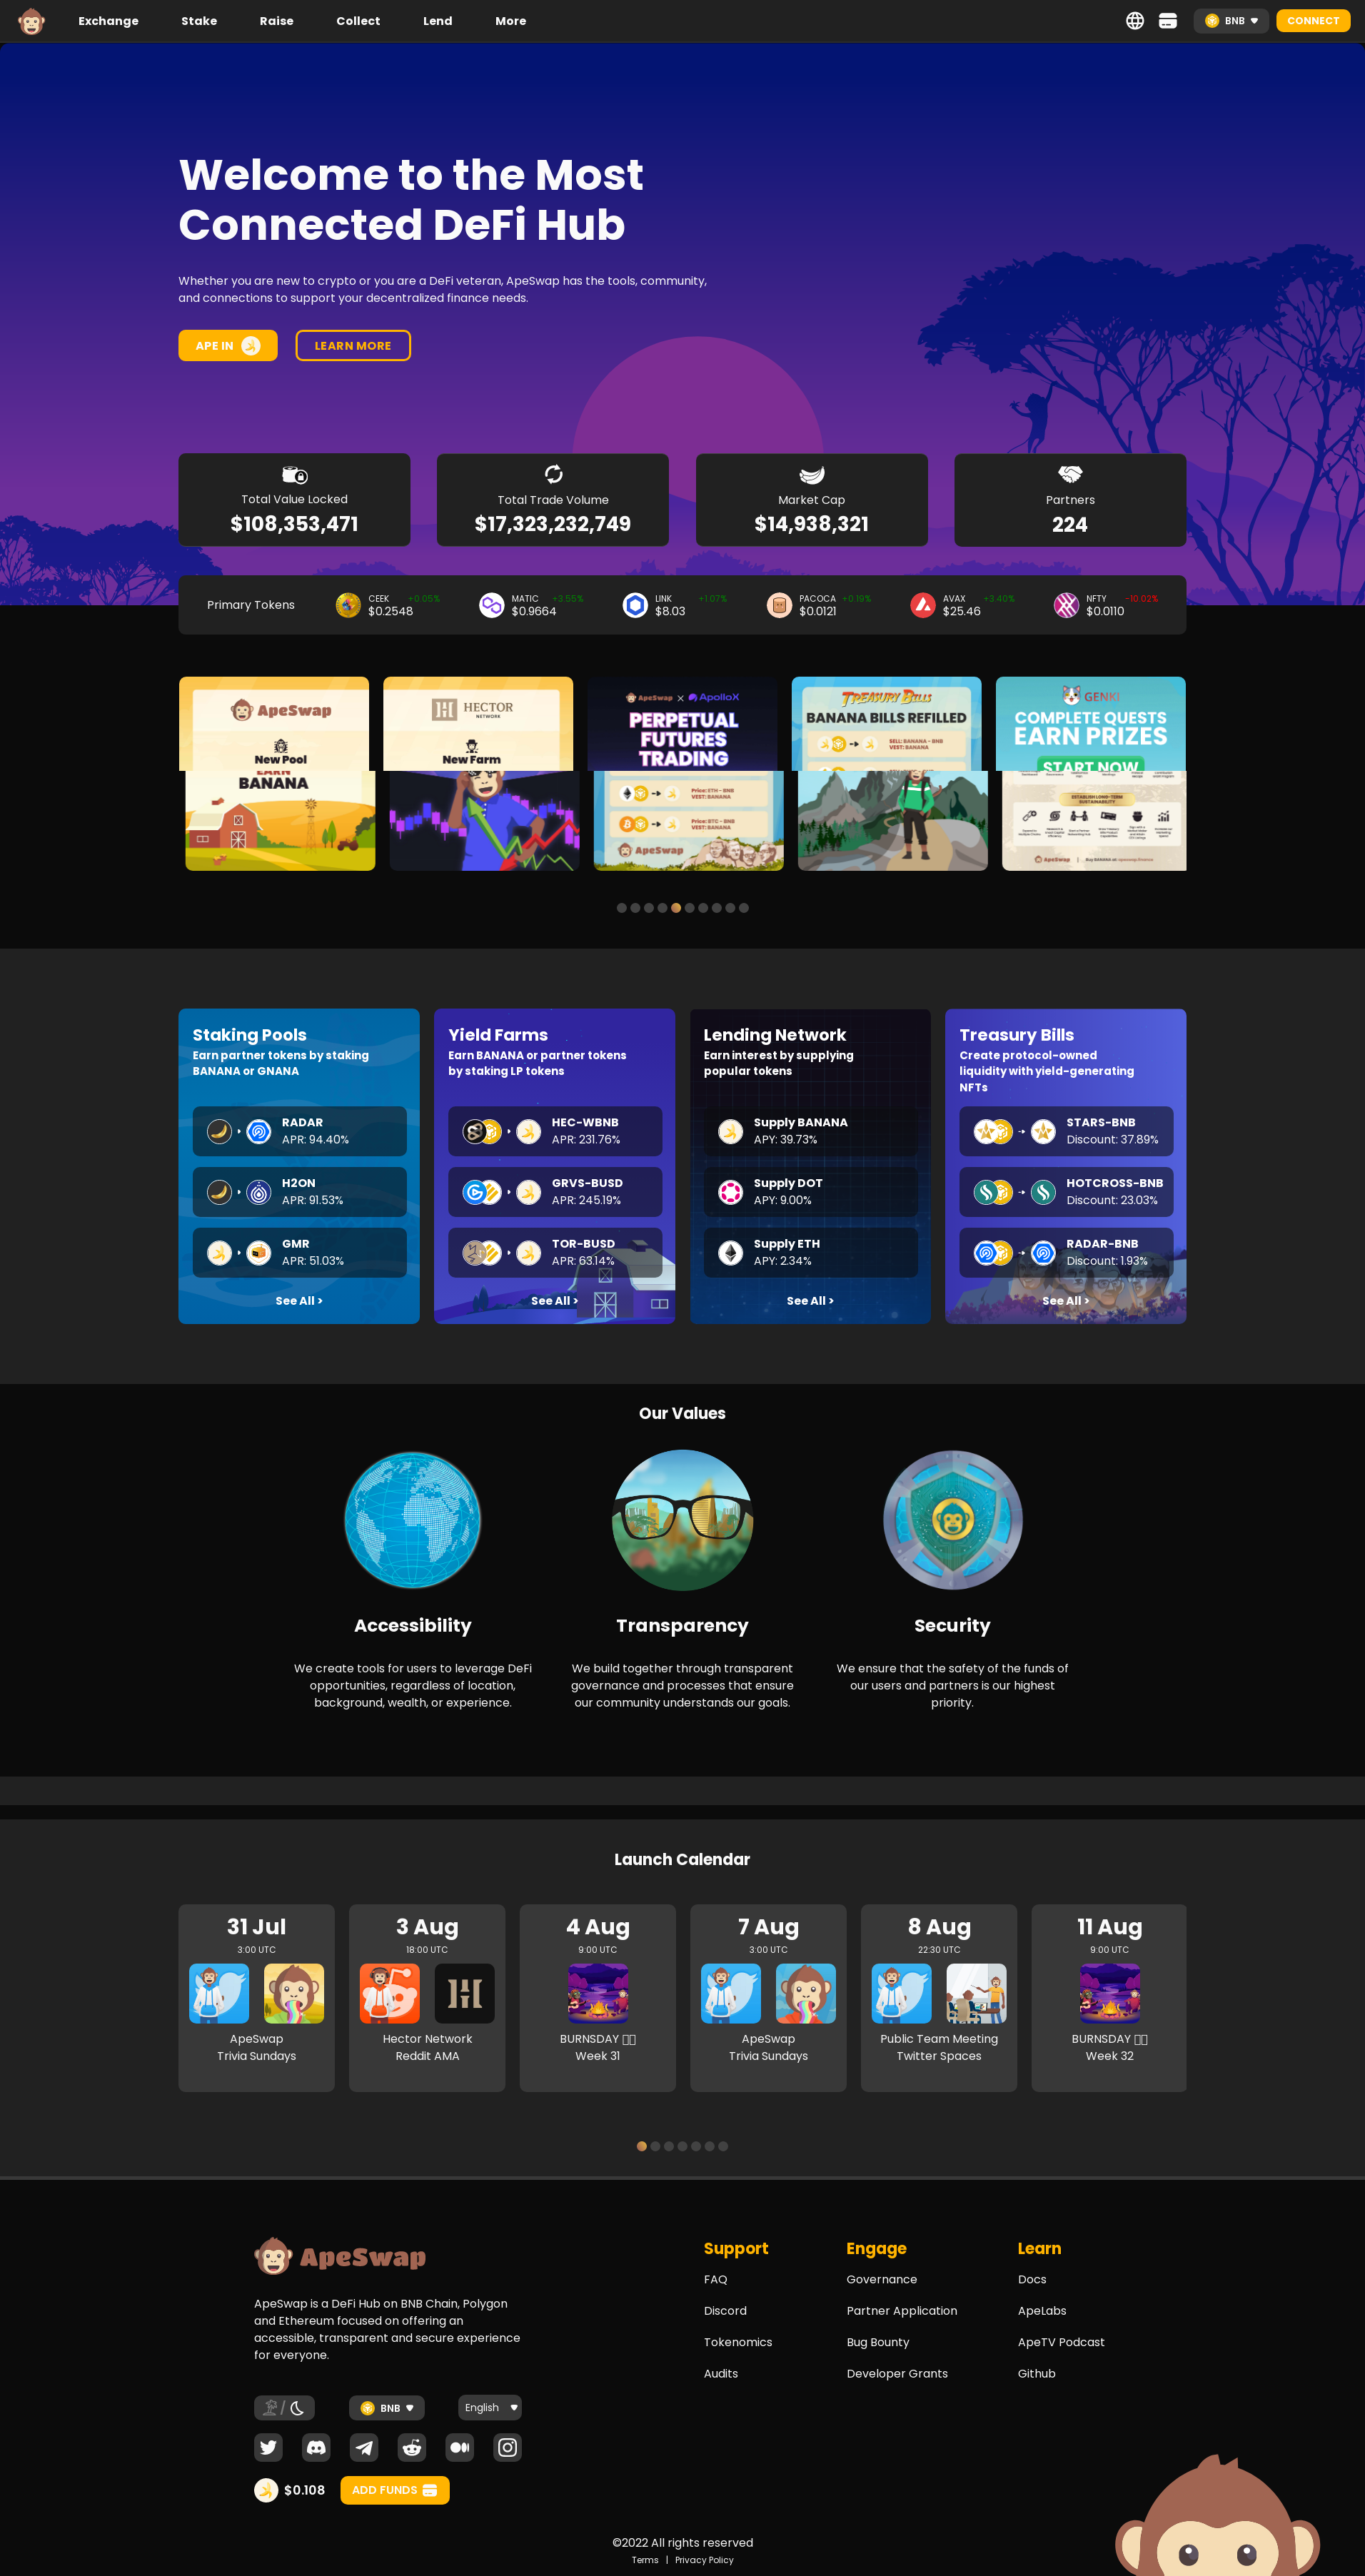 Exchange Stake Raise Collect Lend More BNB CONNECT
Welcome to the Most
Connected DeFi Hub
Whether you are new to crypto or you are a DeFi veteran, ApeSwap has the tools, community,
and connections to support your decentralized finance needs.
APE IN LEARN MORE
Total Value Locked
$108,353,471
Total Trade Volume
$17,323,232,749
Market Cap
$14,938,321
Partners
224
Primary Tokens
CEEK +0.05%
$0.2548
MATIC +3.55%
$0.9664
LINK +1.07%
$8.03
PACOCA +0.19%
$0.0121
AVAX +3.40%
$25.46
NFTY -10.02%
$0.0110
ApeSwap
New Pool
HECTOR
NETWORK
New Farm
ApeSwap X ApolloX
PERPETUAL
FUTURES
TRADING
TREASURY BILLS
BANANA BILLS REFILLED
SELL: BANANA - BNB
VEST: BANANA
GENKI
COMPLETE QUESTS
EARN PRIZES
START NOW
EARN
BANANA
Price: ETH - BNB
VEST: BANANA
Price: BTC - BNB
VEST: BANANA
ApeSwap
ESTABLISH LONG-TERM
SUSTAINABILITY
ApeSwap | Buy BANANA on apeswap.finance
Staking Pools
Earn partner tokens by staking
BANANA or GNANA
RADAR
APR: 94.40%
H2ON
APR: 91.53%
GMR
APR: 51.03%
See All >
Yield Farms
Earn BANANA or partner tokens
by staking LP tokens
HEC-WBNB
APR: 231.76%
GRVS-BUSD
APR: 245.19%
TOR-BUSD
APR: 63.14%
See All >
Lending Network
Earn interest by supplying
popular tokens
Supply BANANA
APY: 39.73%
Supply DOT
APY: 9.00%
Supply ETH
APY: 2.34%
See All >
Treasury Bills
Create protocol-owned
liquidity with yield-generating
NFTs
STARS-BNB
Discount: 37.89%
HOTCROSS-BNB
Discount: 23.03%
RADAR-BNB
Discount: 1.93%
See All >
Our Values
Accessibility
We create tools for users to leverage DeFi
opportunities, regardless of location,
background, wealth, or experience.
Transparency
We build together through transparent
governance and processes that ensure
our community understands our goals.
Security
We ensure that the safety of the funds of
our users and partners is our highest
priority.
Launch Calendar
31 Jul
3:00 UTC
ApeSwap
Trivia Sundays
3 Aug
18:00 UTC
Hector Network
Reddit AMA
4 Aug
9:00 UTC
BURNSDAY
Week 31
7 Aug
3:00 UTC
ApeSwap
Trivia Sundays
8 Aug
22:30 UTC
Public Team Meeting
Twitter Spaces
11 Aug
9:00 UTC
BURNSDAY
Week 32
ApeSwap
ApeSwap is a DeFi Hub on BNB Chain, Polygon
and Ethereum focused on offering an
accessible, transparent and secure experience
for everyone.
/ BNB English
$0.108 ADD FUNDS
Support
FAQ
Discord
Tokenomics
Audits
Engage
Governance
Partner Application
Bug Bounty
Developer Grants
Learn
Docs
ApeLabs
ApeTV Podcast
Github
©2022 All rights reserved
Terms | Privacy Policy